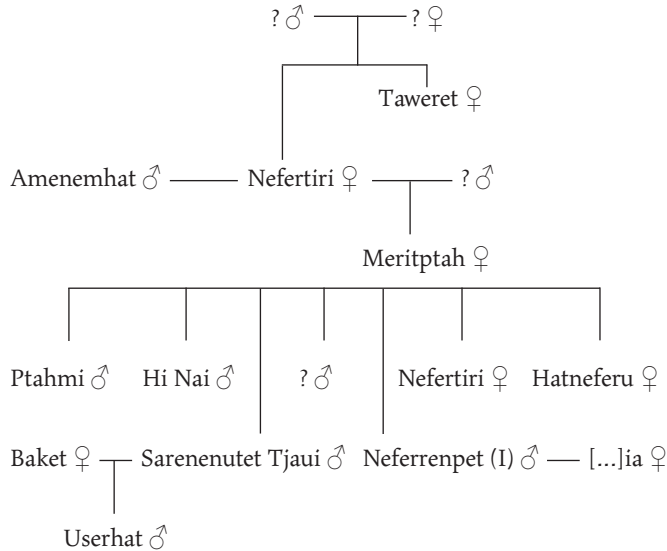 ? ♂ ? ♀
Taweret ♀
Amenemhat ♂ Nefertiri ♀ ? ♂
Meritptah ♀
Ptahmi ♂ Hi Nai ♂ ? ♂ Nefertiri ♀ Hatneferu ♀
Baket ♀ Sarenenutet Tjaui ♂ Neferrenpet (I) ♂ [...]ia ♀
Userhat ♂